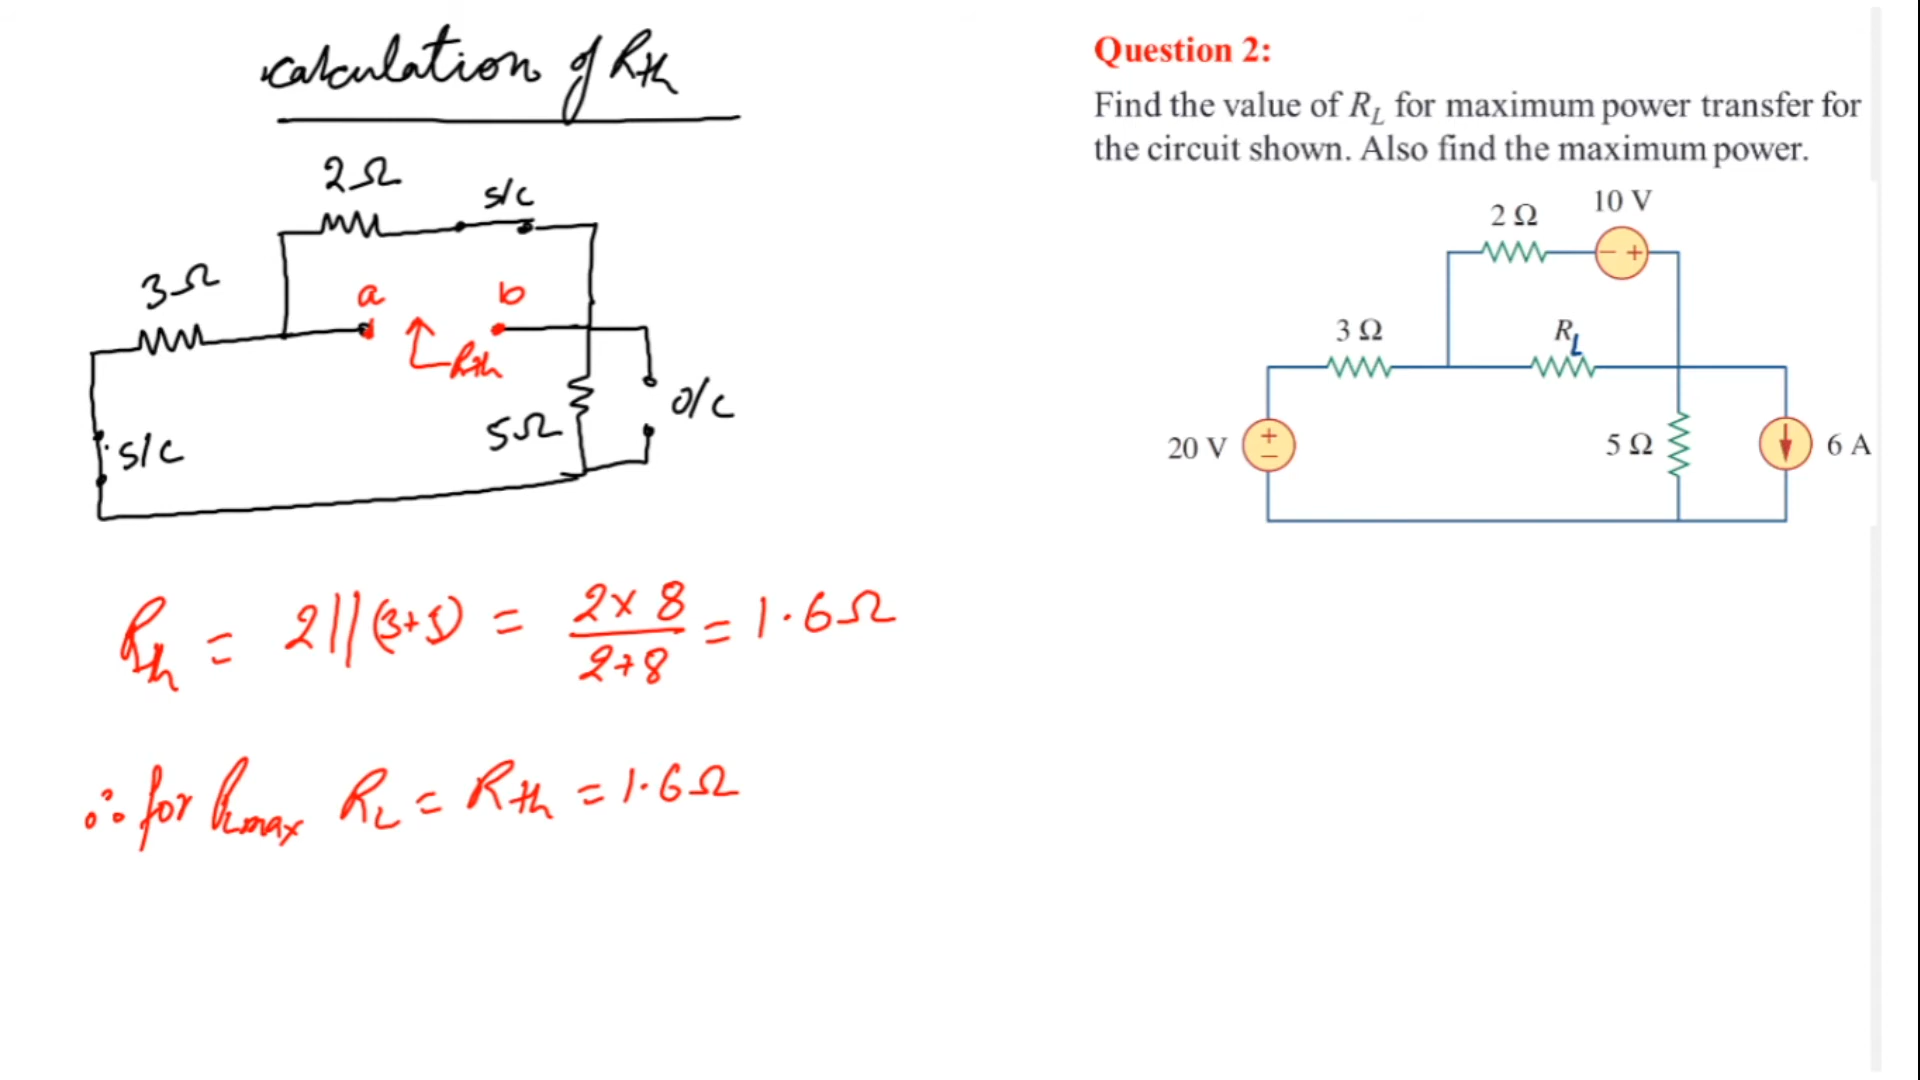 calculation of Rth
2Ω
s/c
3Ω
a
b
Rth
5Ω
o/c
s/c
Rth = 2||(3+5) = 2×8/2+8 = 1.6Ω
∴ for PLmax RL = Rth = 1.6Ω
Question 2:
Find the value of RL for maximum power transfer for
the circuit shown. Also find the maximum power.
2 Ω
10 V
− +
3 Ω
RL
20 V
+
−
5 Ω
6 A